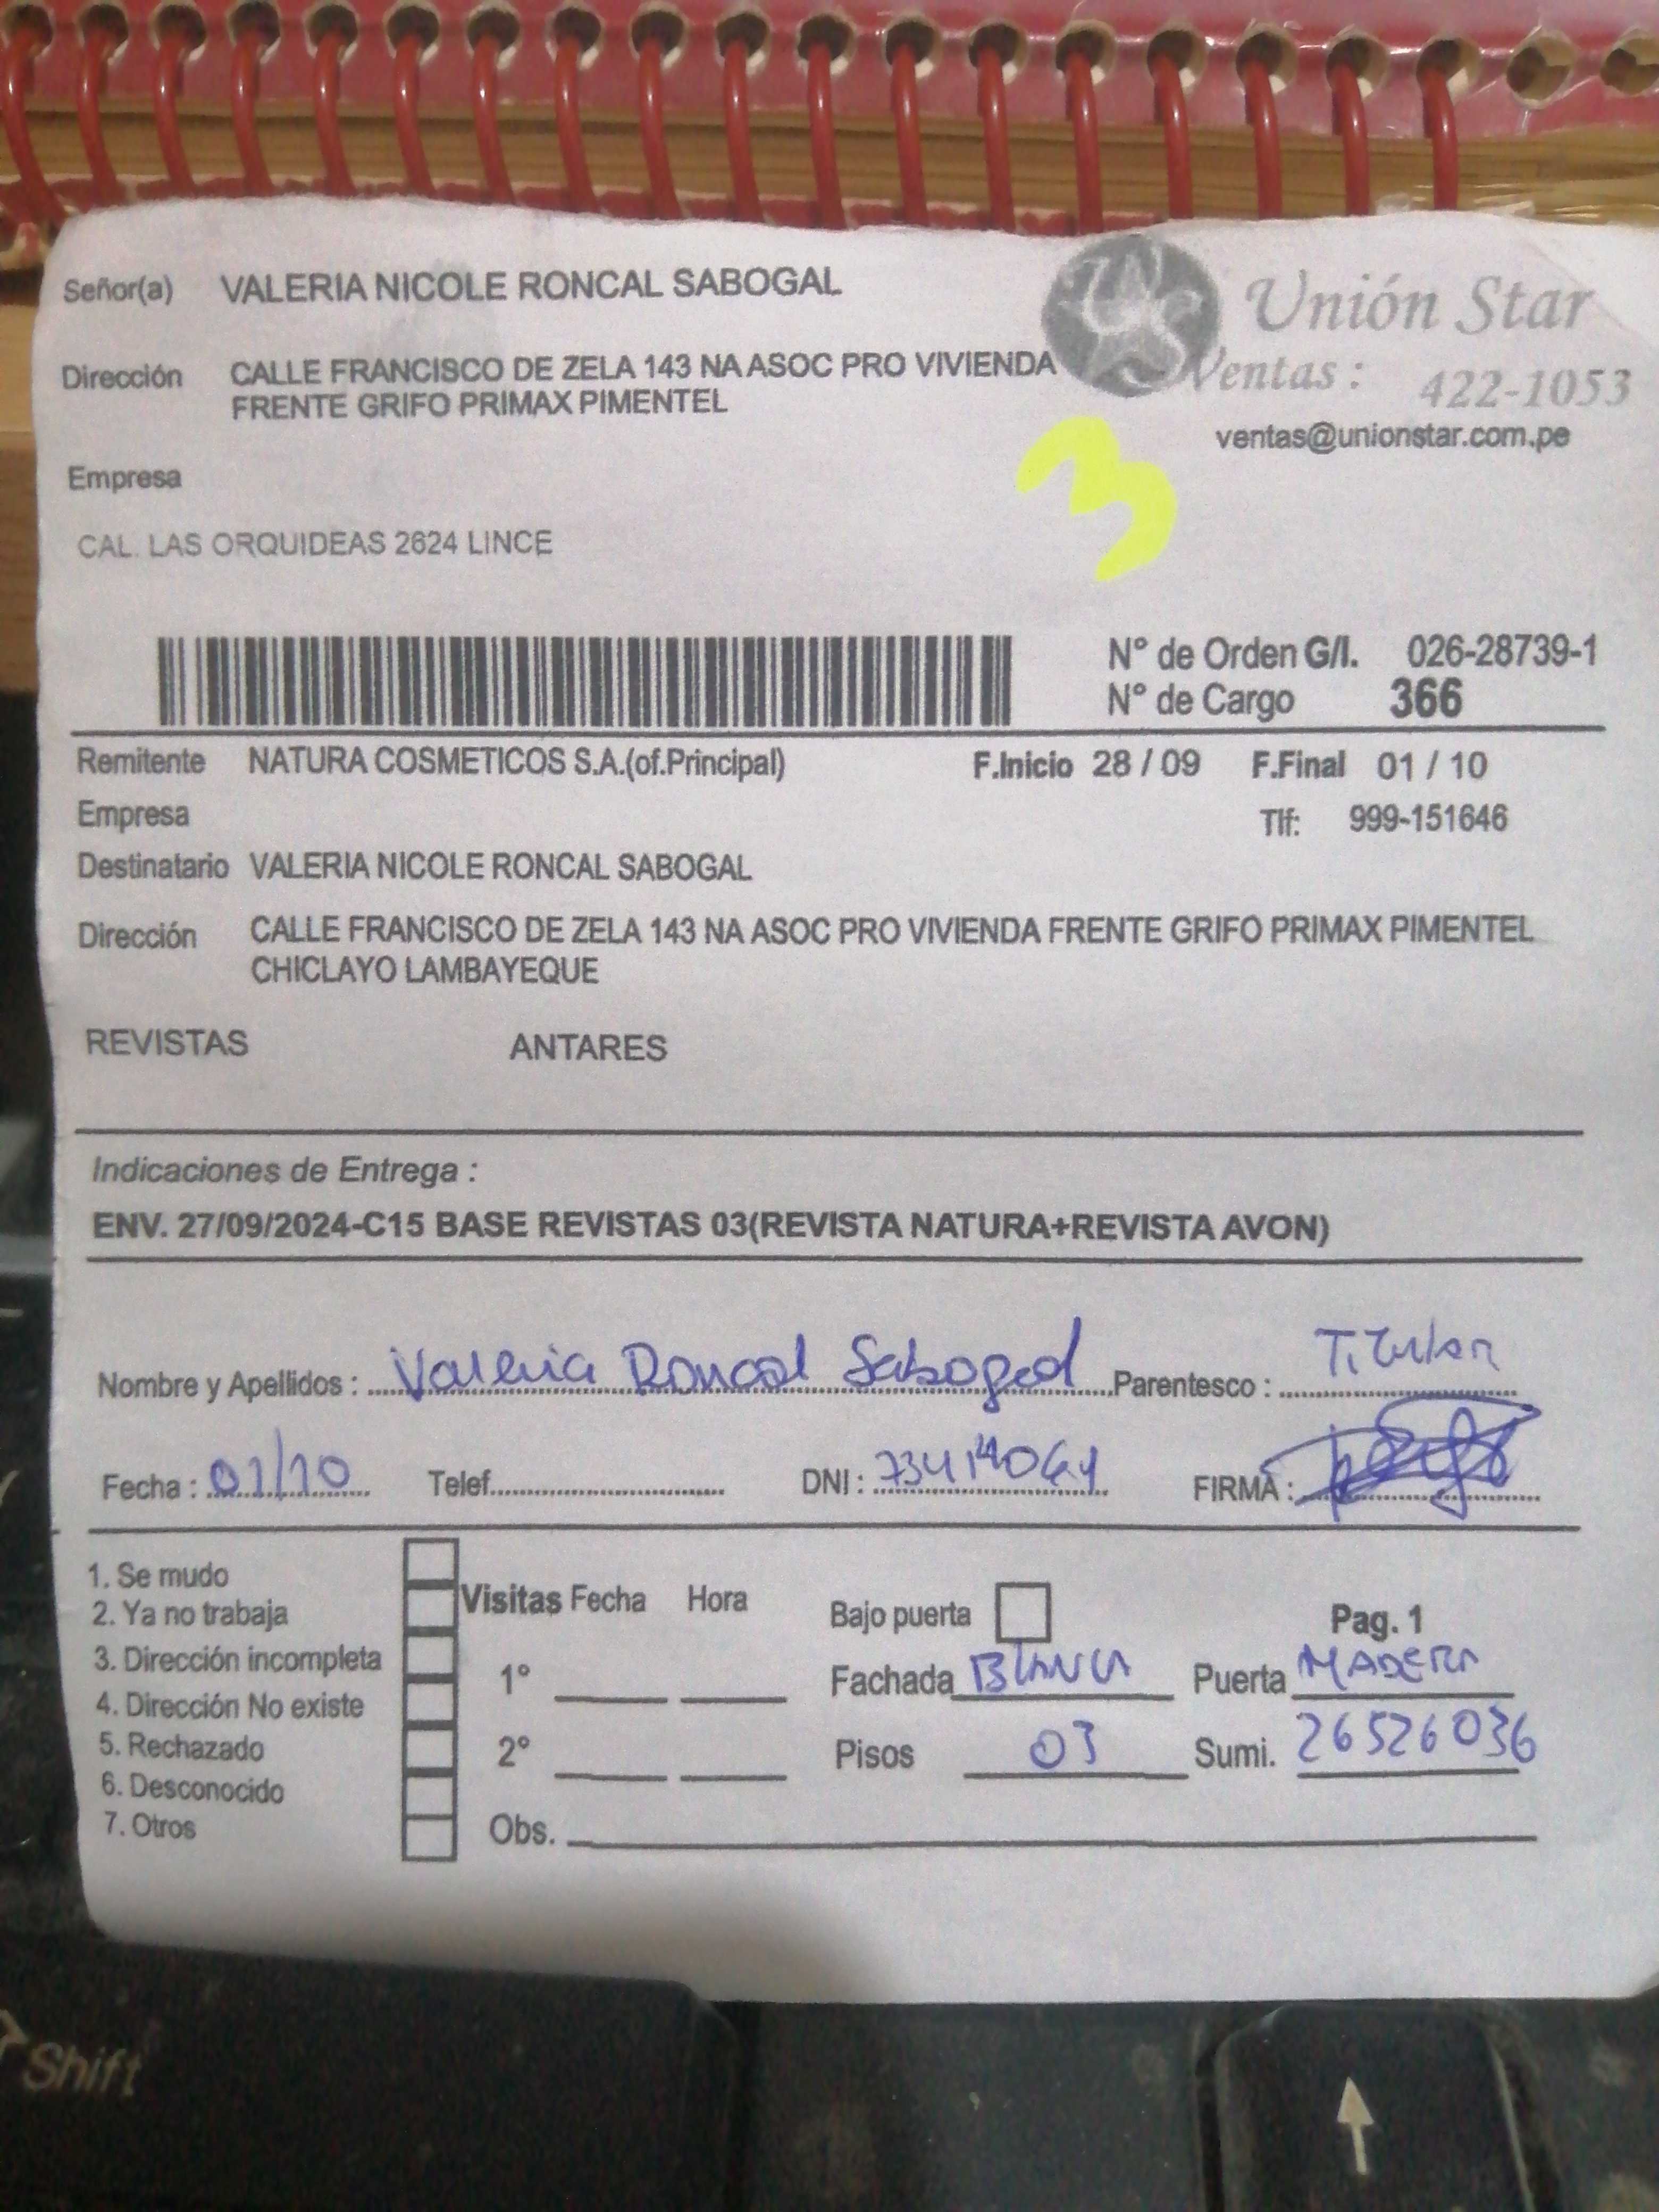 Señor(a) VALERIA NICOLE RONCAL SABOGAL
Unión Star
Dirección CALLE FRANCISCO DE ZELA 143 NA ASOC PRO VIVIENDA
FRENTE GRIFO PRIMAX PIMENTEL
Ventas : 422-1053
ventas@unionstar.com.pe
3
Empresa
CAL. LAS ORQUIDEAS 2624 LINCE
N° de Orden G/I. 026-28739-1
N° de Cargo 366
Remitente NATURA COSMETICOS S.A.(of.Principal) F.Inicio 28 / 09 F.Final 01 / 10
Empresa Tlf: 999-151646
Destinatario VALERIA NICOLE RONCAL SABOGAL
Dirección CALLE FRANCISCO DE ZELA 143 NA ASOC PRO VIVIENDA FRENTE GRIFO PRIMAX PIMENTEL
CHICLAYO LAMBAYEQUE
REVISTAS ANTARES
Indicaciones de Entrega :
ENV. 27/09/2024-C15 BASE REVISTAS 03(REVISTA NATURA+REVISTA AVON)
Nombre y Apellidos : Valeria Roncal Sabogal Parentesco : Titular
Fecha : 01/10 Telef. DNI : FIRMA :
1. Se mudo
2. Ya no trabaja
3. Dirección incompleta
4. Dirección No existe
5. Rechazado
6. Desconocido
7. Otros
Visitas Fecha Hora
1°
2°
Obs.
Bajo puerta Pag. 1
Fachada BLANCA Puerta MADERA
Pisos 03 Sumi. 26526036
Shift